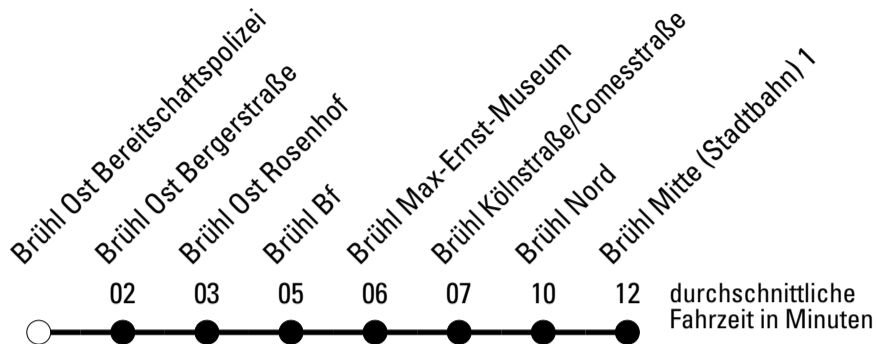 Brühl Ost Bereitschaftspolizei
Brühl Ost Bergerstraße
Brühl Ost Rosenhof
Brühl Bf
Brühl Max-Ernst-Museum
Brühl Kölnstraße/Comesstraße
Brühl Nord
Brühl Mitte (Stadtbahn) 1
02 03 05 06 07 10 12
durchschnittliche
Fahrzeit in Minuten